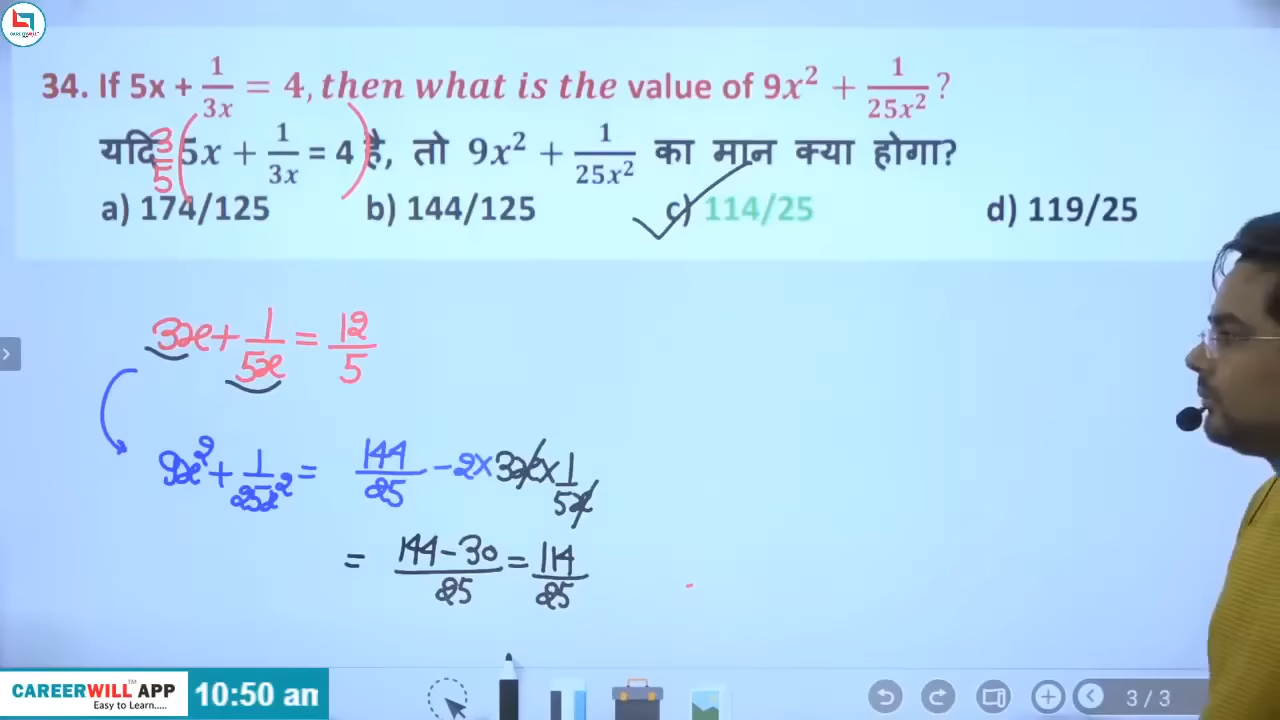 CAREERWILL
34. If 5x + 1/3x = 4, then what is the value of 9x² + 1/25x² ?
यदि 3/5 (5x + 1/3x = 4) है, तो 9x² + 1/25x² का मान क्या होगा?
a) 174/125 b) 144/125 c) 114/25 d) 119/25
3x + 1/5x = 12/5
9x² + 1/25x² = 144/25 - 2 × 3x × 1/5x
= 144 - 30/25 = 114/25
CAREERWILL™ APP
Easy to Learn.....
10:50 am
3 / 3